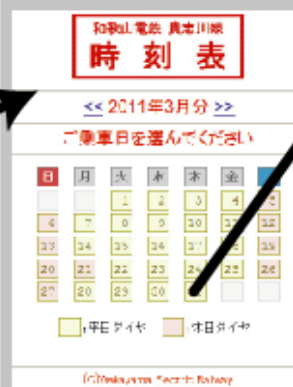 和歌山電鉄 貴志川線
時刻表
<< 2011年3月分 >>
ご乗車日を選んでください
日 月 火 水 木 金
1 2 3 4 5
6 7 8 9 10 11 12
13 14 15 16 17 18 19
20 21 22 23 24 25 26
27 28 29 30
:平日ダイヤ :休日ダイヤ
(C)Wakayama Electric Railway